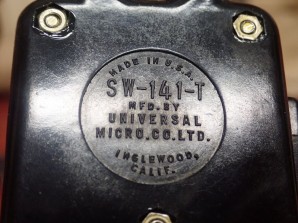 MADE IN U.S.A.
SW-141-T
MFD. BY
UNIVERSAL
MICRO. CO. LTD.
INGLEWOOD,
CALIF.